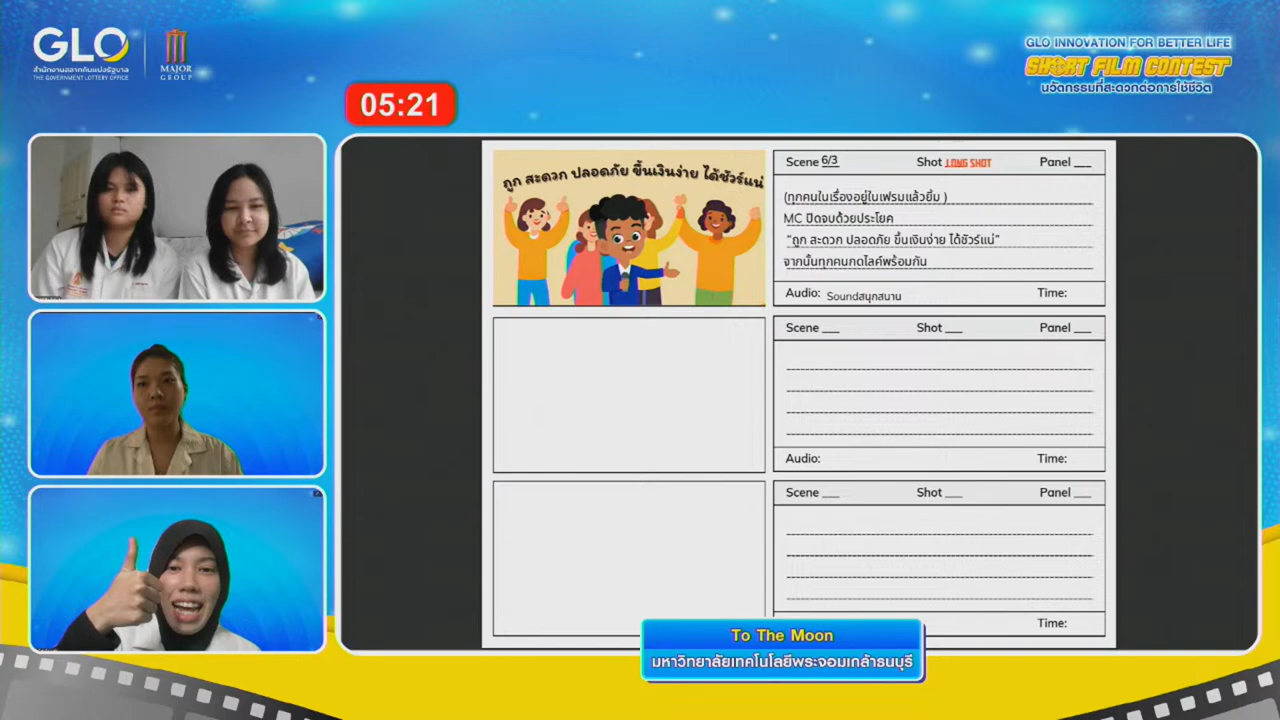 GLO
สำนักงานสลากกินแบ่งรัฐบาล
THE GOVERNMENT LOTTERY OFFICE
MAJOR
GROUP
GLO INNOVATION FOR BETTER LIFE
SHORT FILM CONTEST
นวัตกรรมที่สะดวกต่อการใช้ชีวิต
05:21
ถูก สะดวก ปลอดภัย ขึ้นเงินง่าย ได้ชัวร์แน่
Scene 6/3 Shot LONG SHOT Panel ___
(ทุกคนในเรื่องอยู่ในเฟรมแล้วยิ้ม )
MC ปิดจบด้วยประโยค
"ถูก สะดวก ปลอดภัย ขึ้นเงินง่าย ได้ชัวร์แน่"
จากนั้นทุกคนกดไลค์พร้อมกัน
Audio: Soundสนุกสนาน Time:
Scene ___ Shot ___ Panel ___
Audio: Time:
Scene ___ Shot ___ Panel ___
Time:
To The Moon
มหาวิทยาลัยเทคโนโลยีพระจอมเกล้าธนบุรี